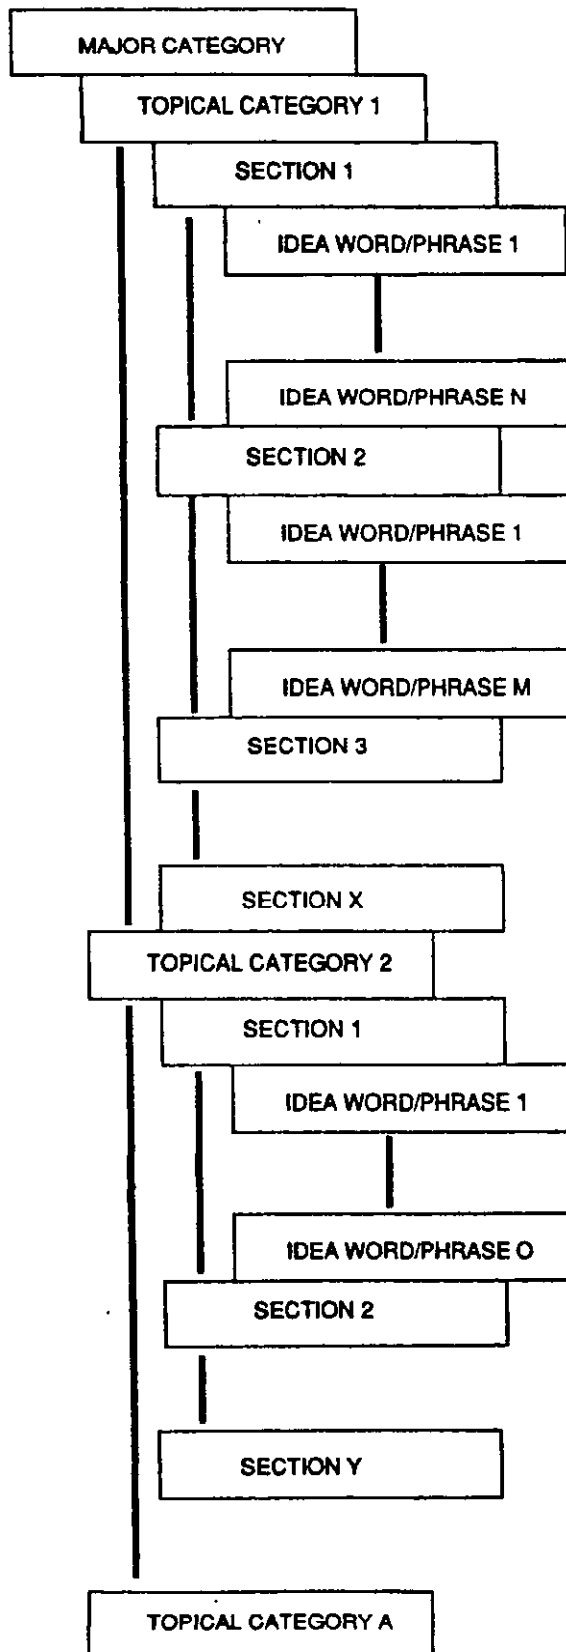 MAJOR CATEGORY
TOPICAL CATEGORY 1
SECTION 1
IDEA WORD/PHRASE 1
IDEA WORD/PHRASE N
SECTION 2
IDEA WORD/PHRASE 1
IDEA WORD/PHRASE M
SECTION 3
SECTION X
TOPICAL CATEGORY 2
SECTION 1
IDEA WORD/PHRASE 1
IDEA WORD/PHRASE O
SECTION 2
SECTION Y
TOPICAL CATEGORY A